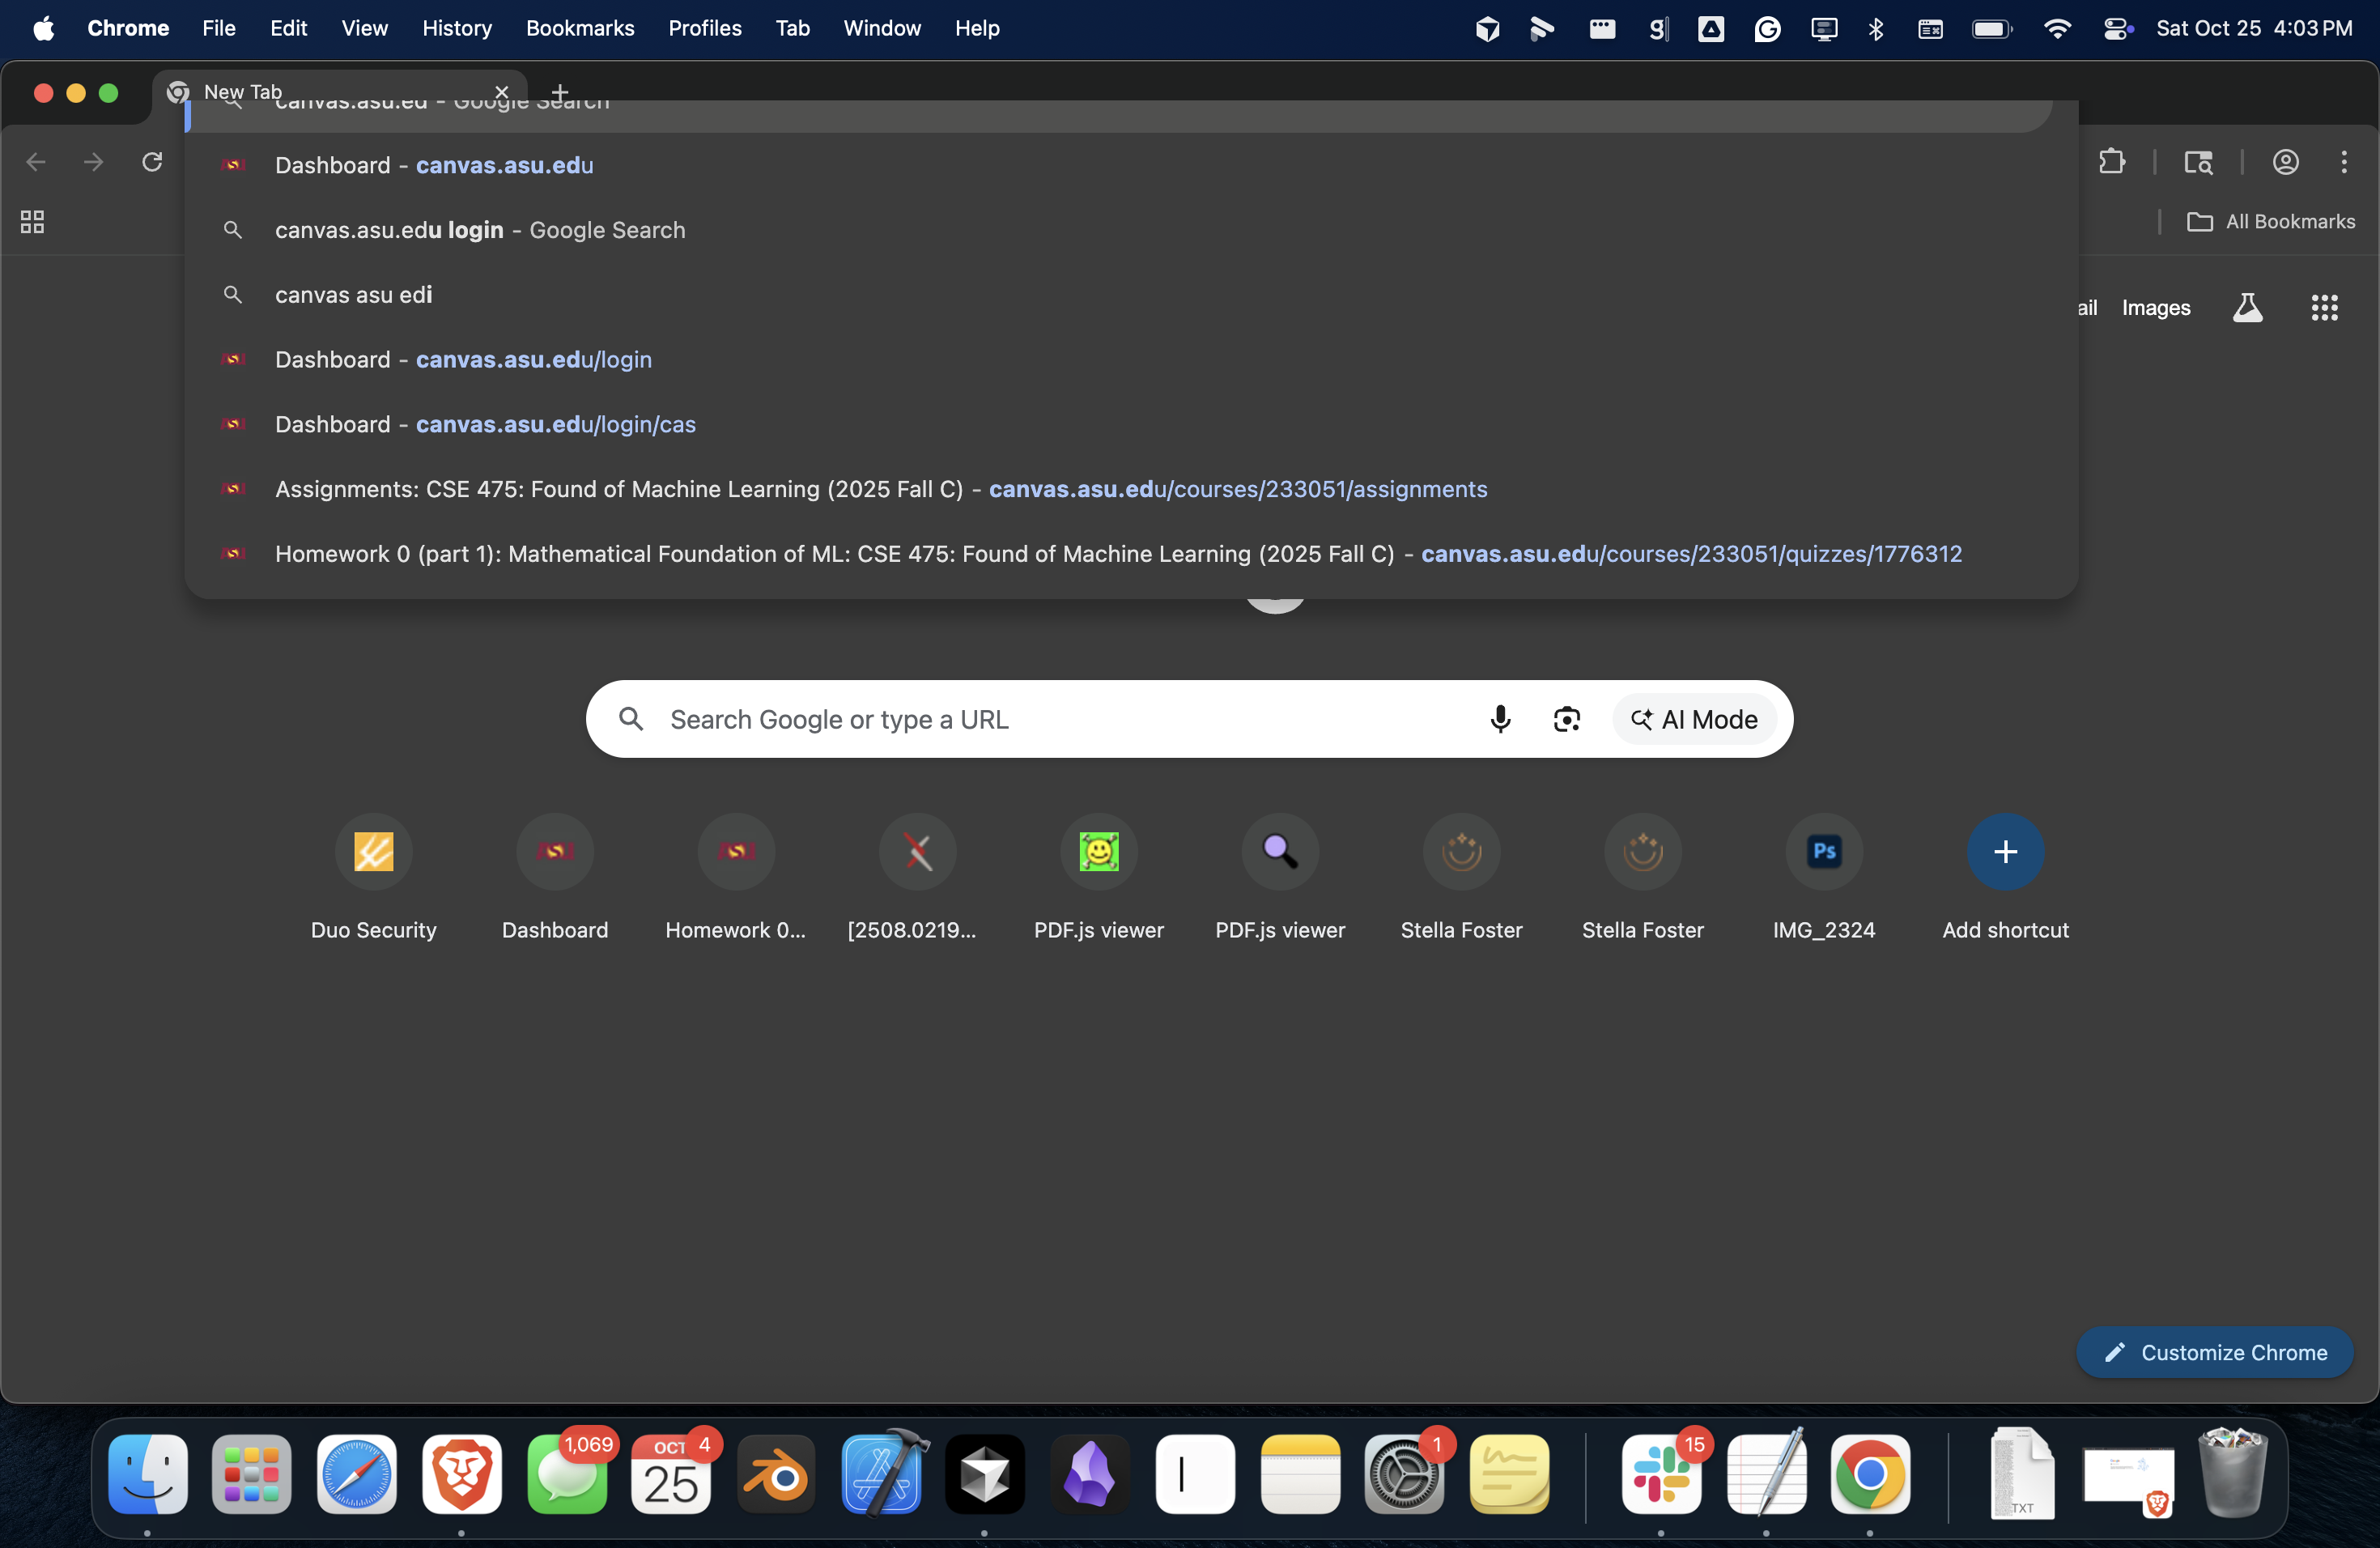 Chrome File Edit View History Bookmarks Profiles Tab Window Help Sat Oct 25 4:03 PM
New Tab
canvas.asu.ed - Google Search
Dashboard - canvas.asu.edu
canvas.asu.edu login - Google Search
canvas asu edi
Dashboard - canvas.asu.edu/login
Dashboard - canvas.asu.edu/login/cas
Assignments: CSE 475: Found of Machine Learning (2025 Fall C) - canvas.asu.edu/courses/233051/assignments
Homework 0 (part 1): Mathematical Foundation of ML: CSE 475: Found of Machine Learning (2025 Fall C) - canvas.asu.edu/courses/233051/quizzes/1776312
All Bookmarks
ail Images
Search Google or type a URL AI Mode
Duo Security Dashboard Homework 0... [2508.0219... PDF.js viewer PDF.js viewer Stella Foster Stella Foster IMG_2324 Add shortcut
Ps
Customize Chrome
1,069 OCT 4 1 15
25
TXT